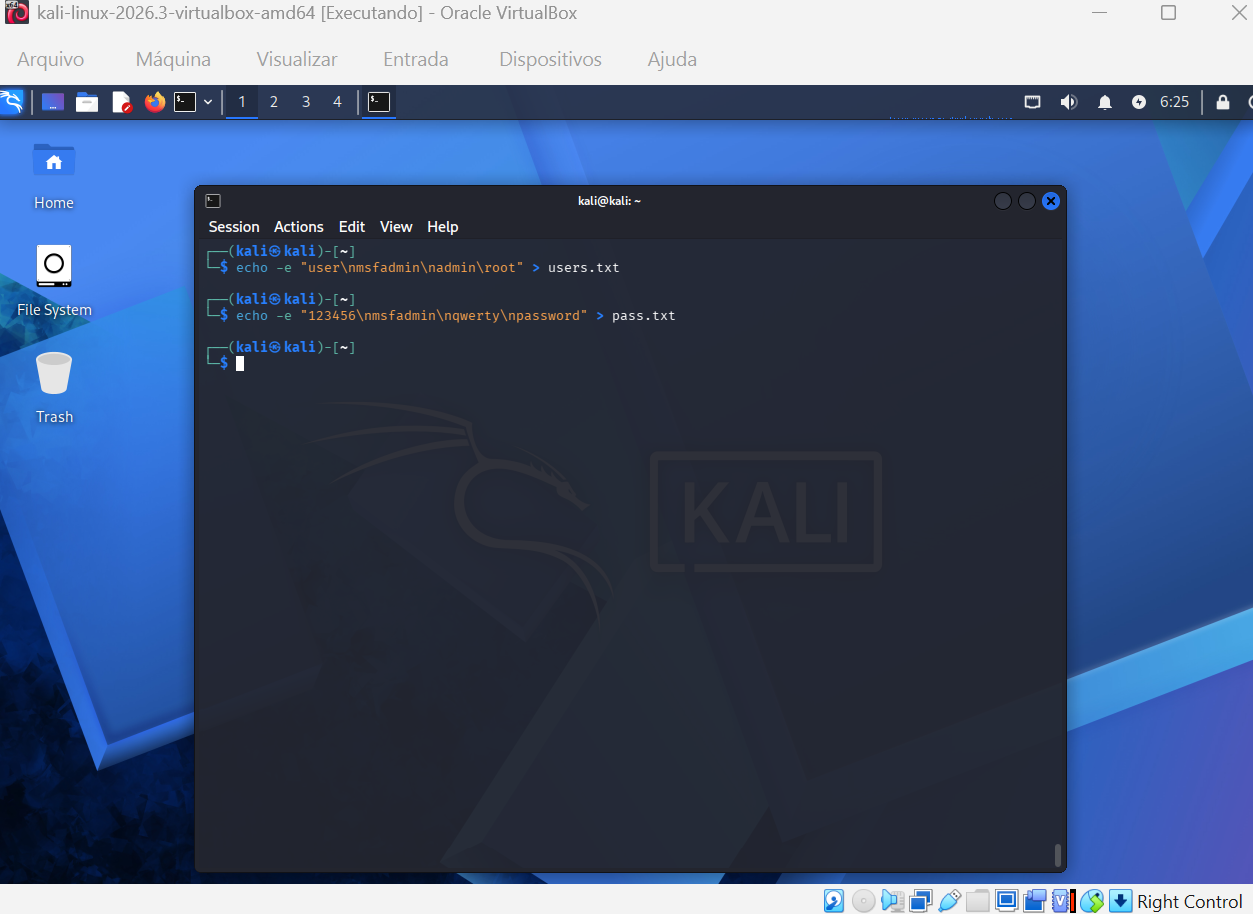 kali-linux-2026.3-virtualbox-amd64 [Executando] - Oracle VirtualBox
Arquivo Máquina Visualizar Entrada Dispositivos Ajuda
1 2 3 4 6:25
Home
File System
Trash
kali@kali: ~
Session Actions Edit View Help
┌──(kali㉿kali)-[~]
└─$ echo -e "user\nmsfadmin\nadmin\root" > users.txt
┌──(kali㉿kali)-[~]
└─$ echo -e "123456\nmsfadmin\nqwerty\npassword" > pass.txt
┌──(kali㉿kali)-[~]
└─$
KALI
Right Control